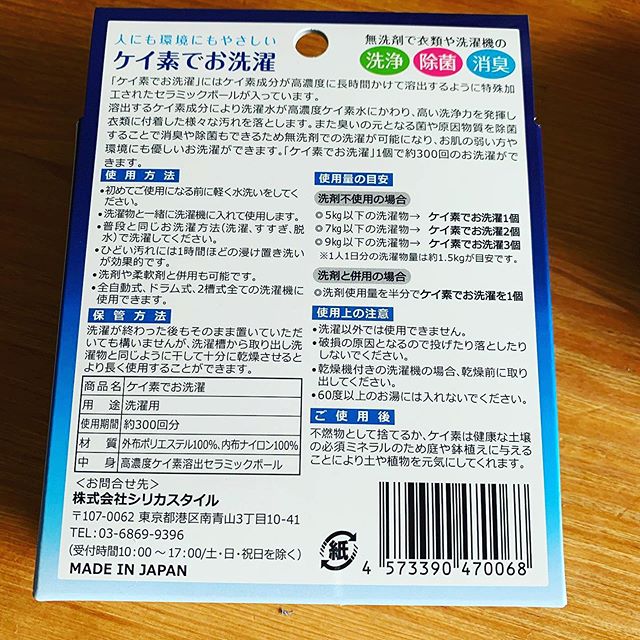 人にも環境にもやさしい
ケイ素でお洗濯
無洗剤で衣類や洗濯機の
洗浄 除菌 消臭
「ケイ素でお洗濯」にはケイ素成分が高濃度に長時間かけて溶出するように特殊加
工されたセラミックボールが入っています。
溶出するケイ素成分により洗濯水が高濃度ケイ素水にかわり、高い洗浄力を発揮し
衣類に付着した様々な汚れを落とします。また臭いの元となる菌や原因物質を除菌
することで消臭や除菌もできるため無洗剤での洗濯が可能になり、お肌の弱い方や
環境にも優しいお洗濯ができます。「ケイ素でお洗濯」1個で約300回のお洗濯がで
きます。
使用方法
•初めてご使用になる前に軽く水洗いをしてく
ださい。
•洗濯物と一緒に洗濯機に入れて使用します。
•普段と同じお洗濯方法(洗濯、すすぎ、脱
水)で洗濯してください。
•ひどい汚れには1時間ほどの浸け置き洗い
が効果的です。
•洗剤や柔軟剤と併用も可能です。
•全自動式、ドラム式、2槽式全ての洗濯機に
使用できます。
保管方法
洗濯が終わった後もそのまま置いていただ
いても構いませんが、洗濯槽から取り出し洗
濯物と同じように干して十分に乾燥させると
より長く使用することができます。
商品名 ケイ素でお洗濯
用途 洗濯用
使用期間 約300回分
材質 外布ポリエステル100%、内布ナイロン100%
中身 高濃度ケイ素溶出セラミックボール
使用量の目安
洗剤不使用の場合
◎5kg以下の洗濯物→ ケイ素でお洗濯1個
◎7kg以下の洗濯物→ ケイ素でお洗濯2個
◎9kg以下の洗濯物→ ケイ素でお洗濯3個
※1人1日分の洗濯物量は約1.5kgが目安です。
洗剤と併用の場合
◎洗剤使用量を半分でケイ素でお洗濯を1個
使用上の注意
•洗濯以外では使用できません。
•破損の原因となるので投げたり落としたり
しないでください。
•乾燥機付きの洗濯機の場合、乾燥前に取り
出してください。
•60度以上のお湯には入れないでください。
ご使用後
不燃物として捨てるか、ケイ素は健康な土壌
の必須ミネラルのため庭や鉢植えに与える
ことにより土や植物を元気にしてくれます。
<お問合せ先>
株式会社シリカスタイル
〒107-0062 東京都港区南青山3丁目10-41
TEL:03-6869-9396
(受付時間10:00～17:00/土・日・祝日を除く)
MADE IN JAPAN
紙
4 573390 470068